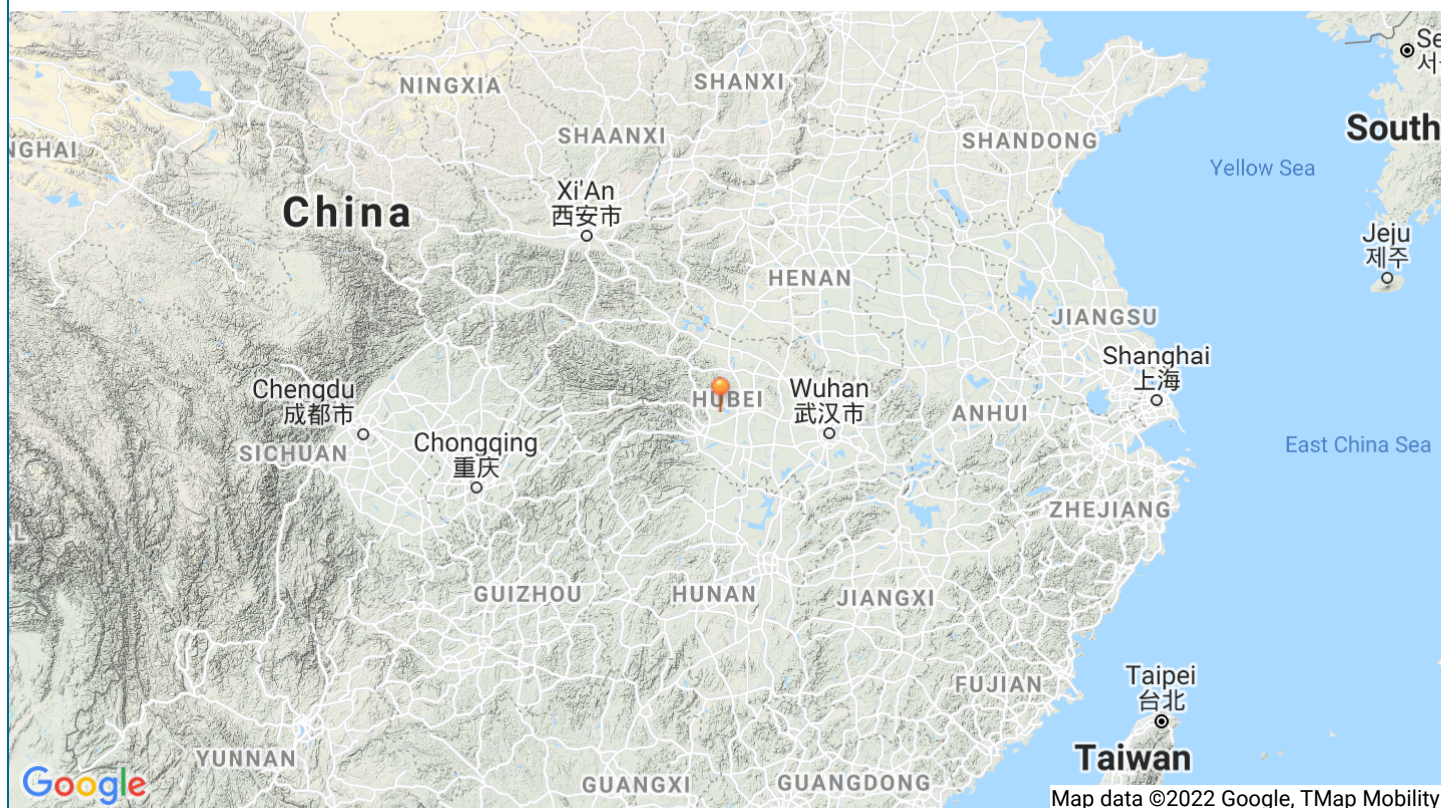 NINGXIA
SHANXI
Se
서
SHAANXI
SHANDONG
South
NGHAI
Yellow Sea
Xi'An
西安市
China
Jeju
제주
HENAN
JIANGSU
Shanghai
上海
Chengdu
成都市
HUBEI
Wuhan
武汉市
ANHUI
Chongqing
重庆
SICHUAN
East China Sea
ZHEJIANG
L
GUIZHOU
HUNAN
JIANGXI
FUJIAN
Taipei
台北
YUNNAN
Taiwan
GUANGXI
GUANGDONG
Google
Map data ©2022 Google, TMap Mobility